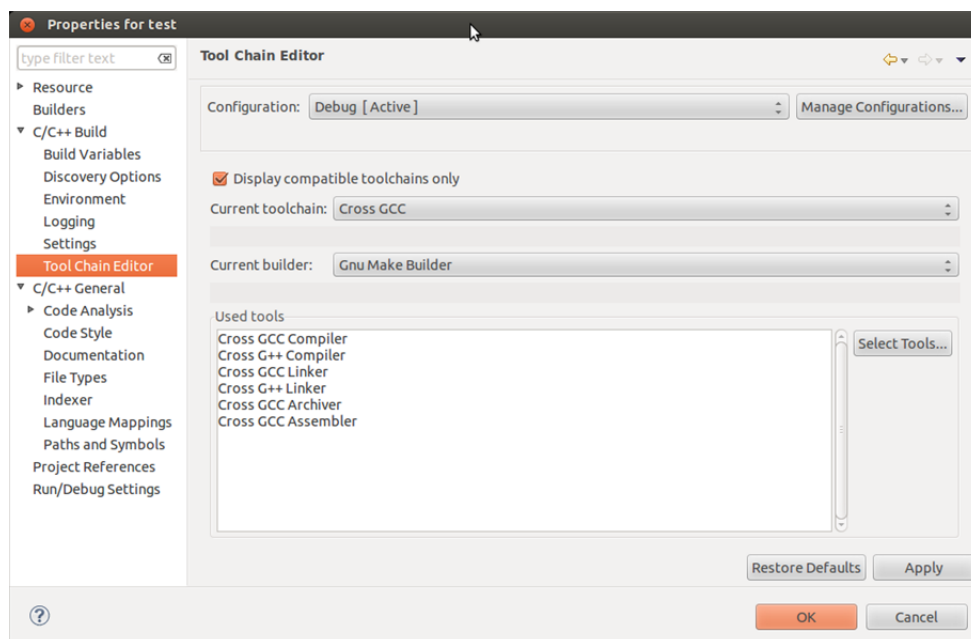 Properties for test
type filter text
Resource
Builders
C/C++ Build
Build Variables
Discovery Options
Environment
Logging
Settings
Tool Chain Editor
C/C++ General
Code Analysis
Code Style
Documentation
File Types
Indexer
Language Mappings
Paths and Symbols
Project References
Run/Debug Settings
Tool Chain Editor
Configuration: Debug [ Active ] Manage Configurations...
Display compatible toolchains only
Current toolchain: Cross GCC
Current builder: Gnu Make Builder
Used tools
Cross GCC Compiler
Cross G++ Compiler
Cross GCC Linker
Cross G++ Linker
Cross GCC Archiver
Cross GCC Assembler
Select Tools...
Restore Defaults Apply
? OK Cancel